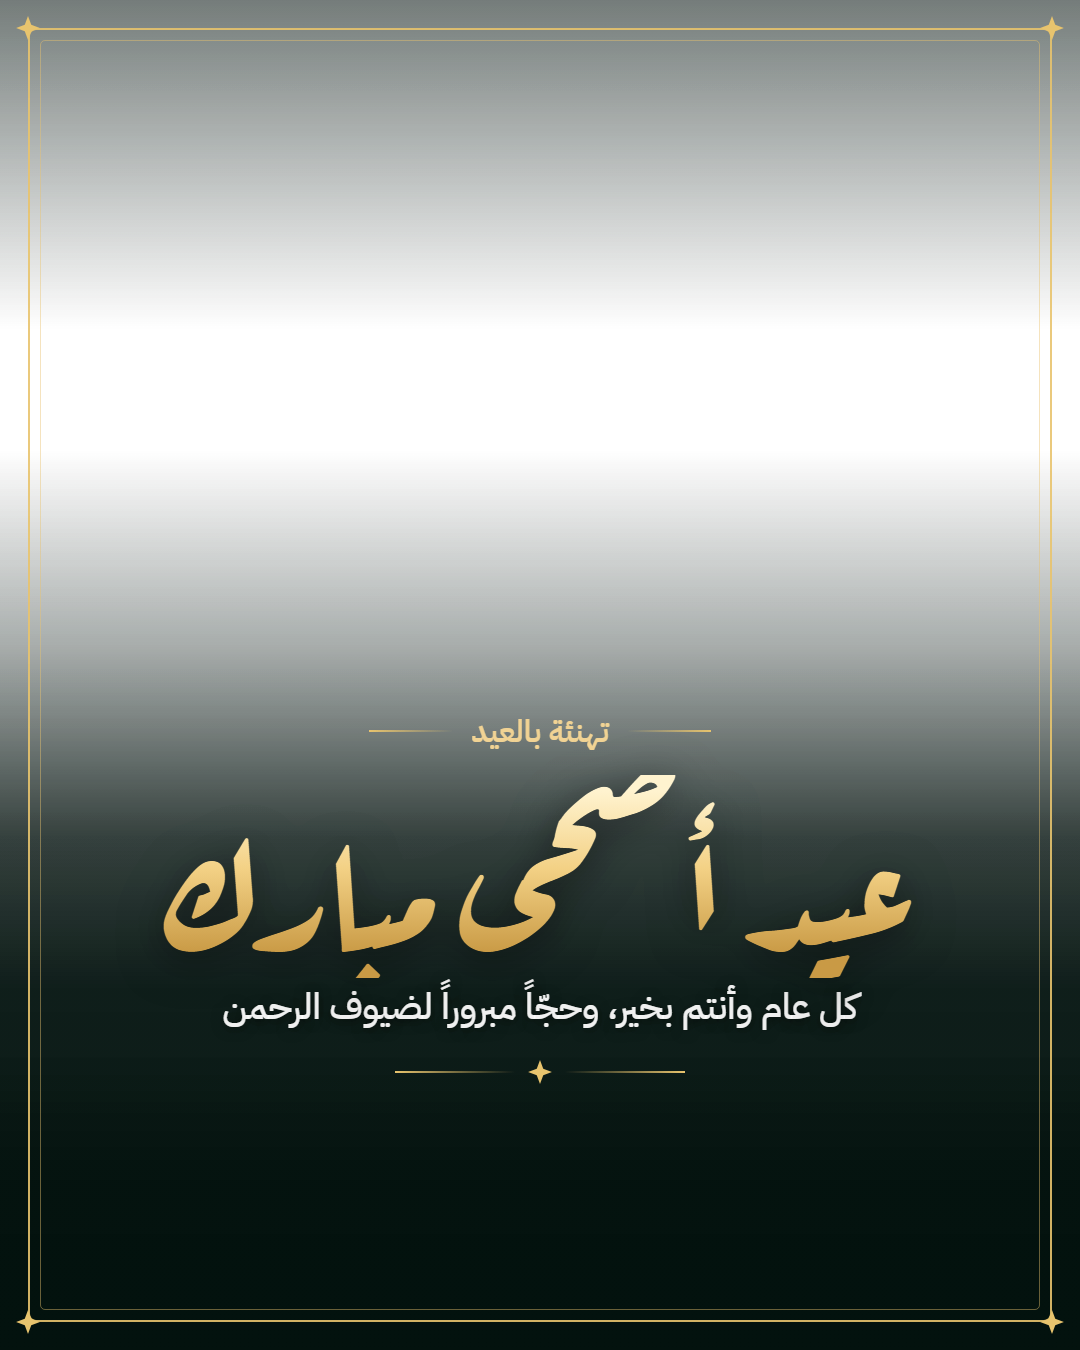 تهنئة بالعيد
عيد أضحى مبارك
كل عام وأنتم بخير، وحجّاً مبروراً لضيوف الرحمن